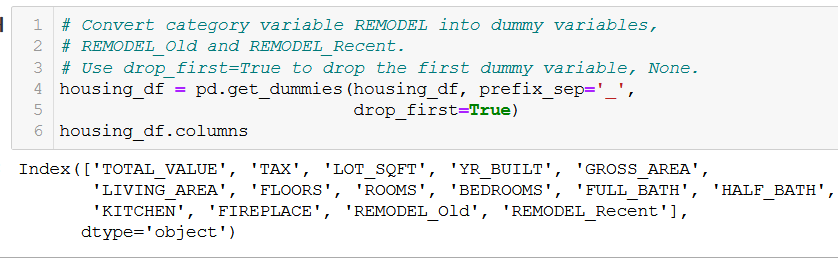 1 # Convert category variable REMODEL into dummy variables,
2 # REMODEL_Old and REMODEL_Recent.
3 # Use drop_first=True to drop the first dummy variable, None.
4 housing_df = pd.get_dummies(housing_df, prefix_sep='_',
5 drop_first=True)
6 housing_df.columns
Index(['TOTAL_VALUE', 'TAX', 'LOT_SQFT', 'YR_BUILT', 'GROSS_AREA',
'LIVING_AREA', 'FLOORS', 'ROOMS', 'BEDROOMS', 'FULL_BATH', 'HALF_BATH',
'KITCHEN', 'FIREPLACE', 'REMODEL_Old', 'REMODEL_Recent'],
dtype='object')